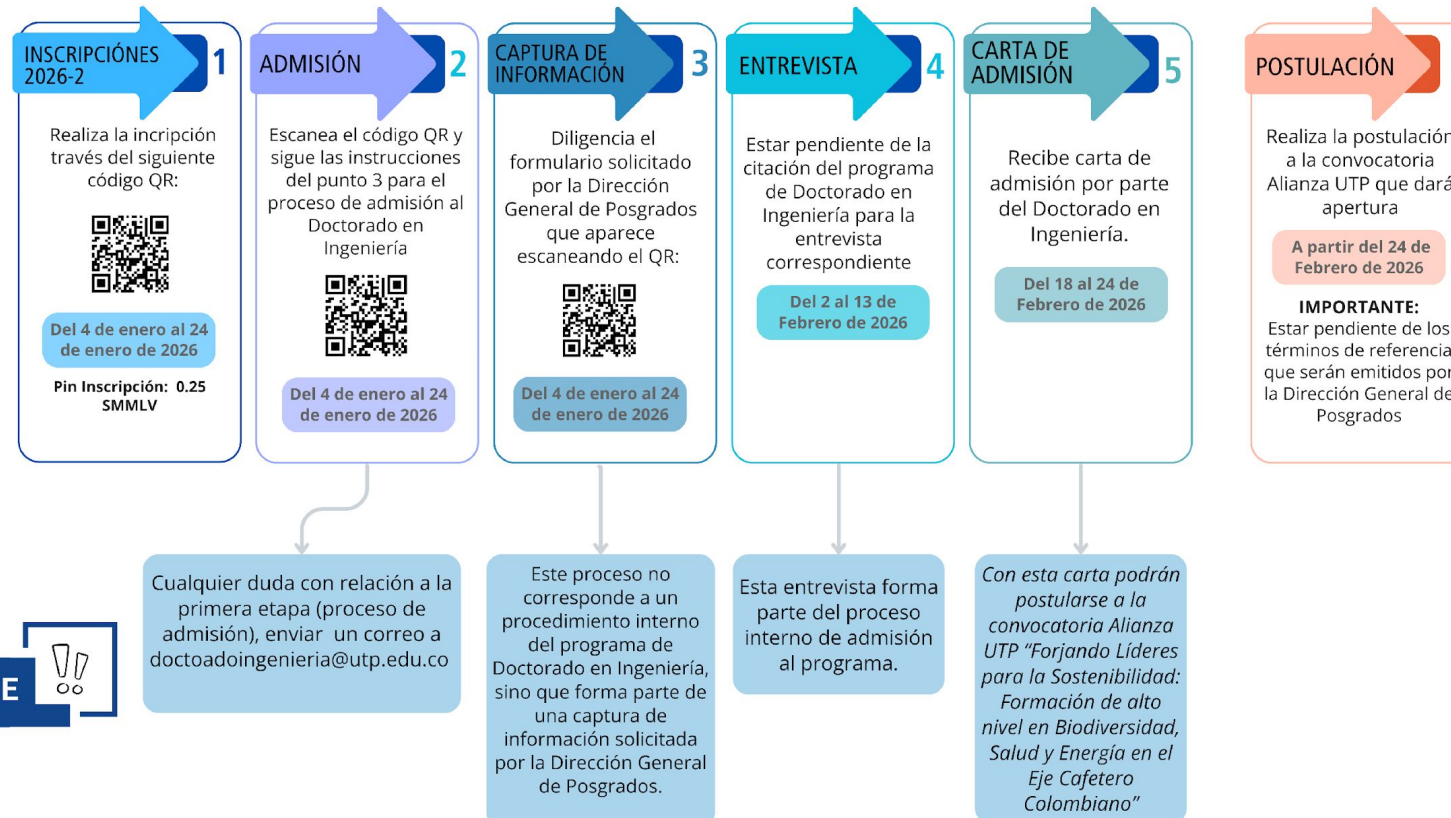 INSCRIPCIÓNES
2026-2
1
Realiza la incripción
través del siguiente
código QR:
Del 4 de enero al 24
de enero de 2026
Pin Inscripción: 0.25
SMMLV
ADMISIÓN
2
Escanea el código QR y
sigue las instrucciones
del punto 3 para el
proceso de admisión al
Doctorado en
Ingeniería
Del 4 de enero al 24
de enero de 2026
CAPTURA DE
INFORMACIÓN
3
Diligencia el
formulario solicitado
por la Dirección
General de Posgrados
que aparece
escaneando el QR:
Del 4 de enero al 24
de enero de 2026
ENTREVISTA
4
Estar pendiente de la
citación del programa
de Doctorado en
Ingeniería para la
entrevista
correspondiente
Del 2 al 13 de
Febrero de 2026
CARTA DE
ADMISIÓN
5
Recibe carta de
admisión por parte
del Doctorado en
Ingeniería.
Del 18 al 24 de
Febrero de 2026
POSTULACIÓN
Realiza la postulación
a la convocatoria
Alianza UTP que dará
apertura
A partir del 24 de
Febrero de 2026
IMPORTANTE:
Estar pendiente de los
términos de referencia
que serán emitidos por
la Dirección General de
Posgrados
E
!!
Cualquier duda con relación a la
primera etapa (proceso de
admisión), enviar un correo a
doctoadoingenieria@utp.edu.co
Este proceso no
corresponde a un
procedimiento interno
del programa de
Doctorado en Ingeniería,
sino que forma parte de
una captura de
información solicitada
por la Dirección General
de Posgrados.
Esta entrevista forma
parte del proceso
interno de admisión
al programa.
Con esta carta podrán
postularse a la
convocatoria Alianza
UTP “Forjando Líderes
para la Sostenibilidad:
Formación de alto
nivel en Biodiversidad,
Salud y Energía en el
Eje Cafetero
Colombiano”